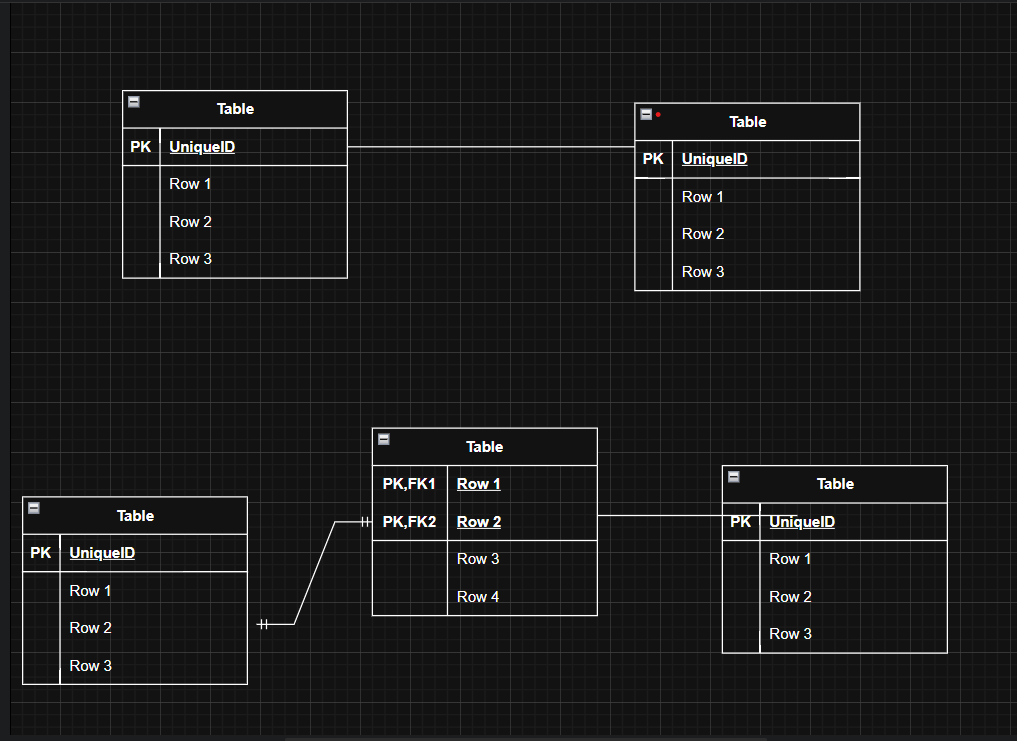 Table
PK UniqueID
Row 1
Row 2
Row 3
Table
PK UniqueID
Row 1
Row 2
Row 3
Table
PK UniqueID
Row 1
Row 2
Row 3
Table
PK,FK1 Row 1
PK,FK2 Row 2
Row 3
Row 4
Table
PK UniqueID
Row 1
Row 2
Row 3